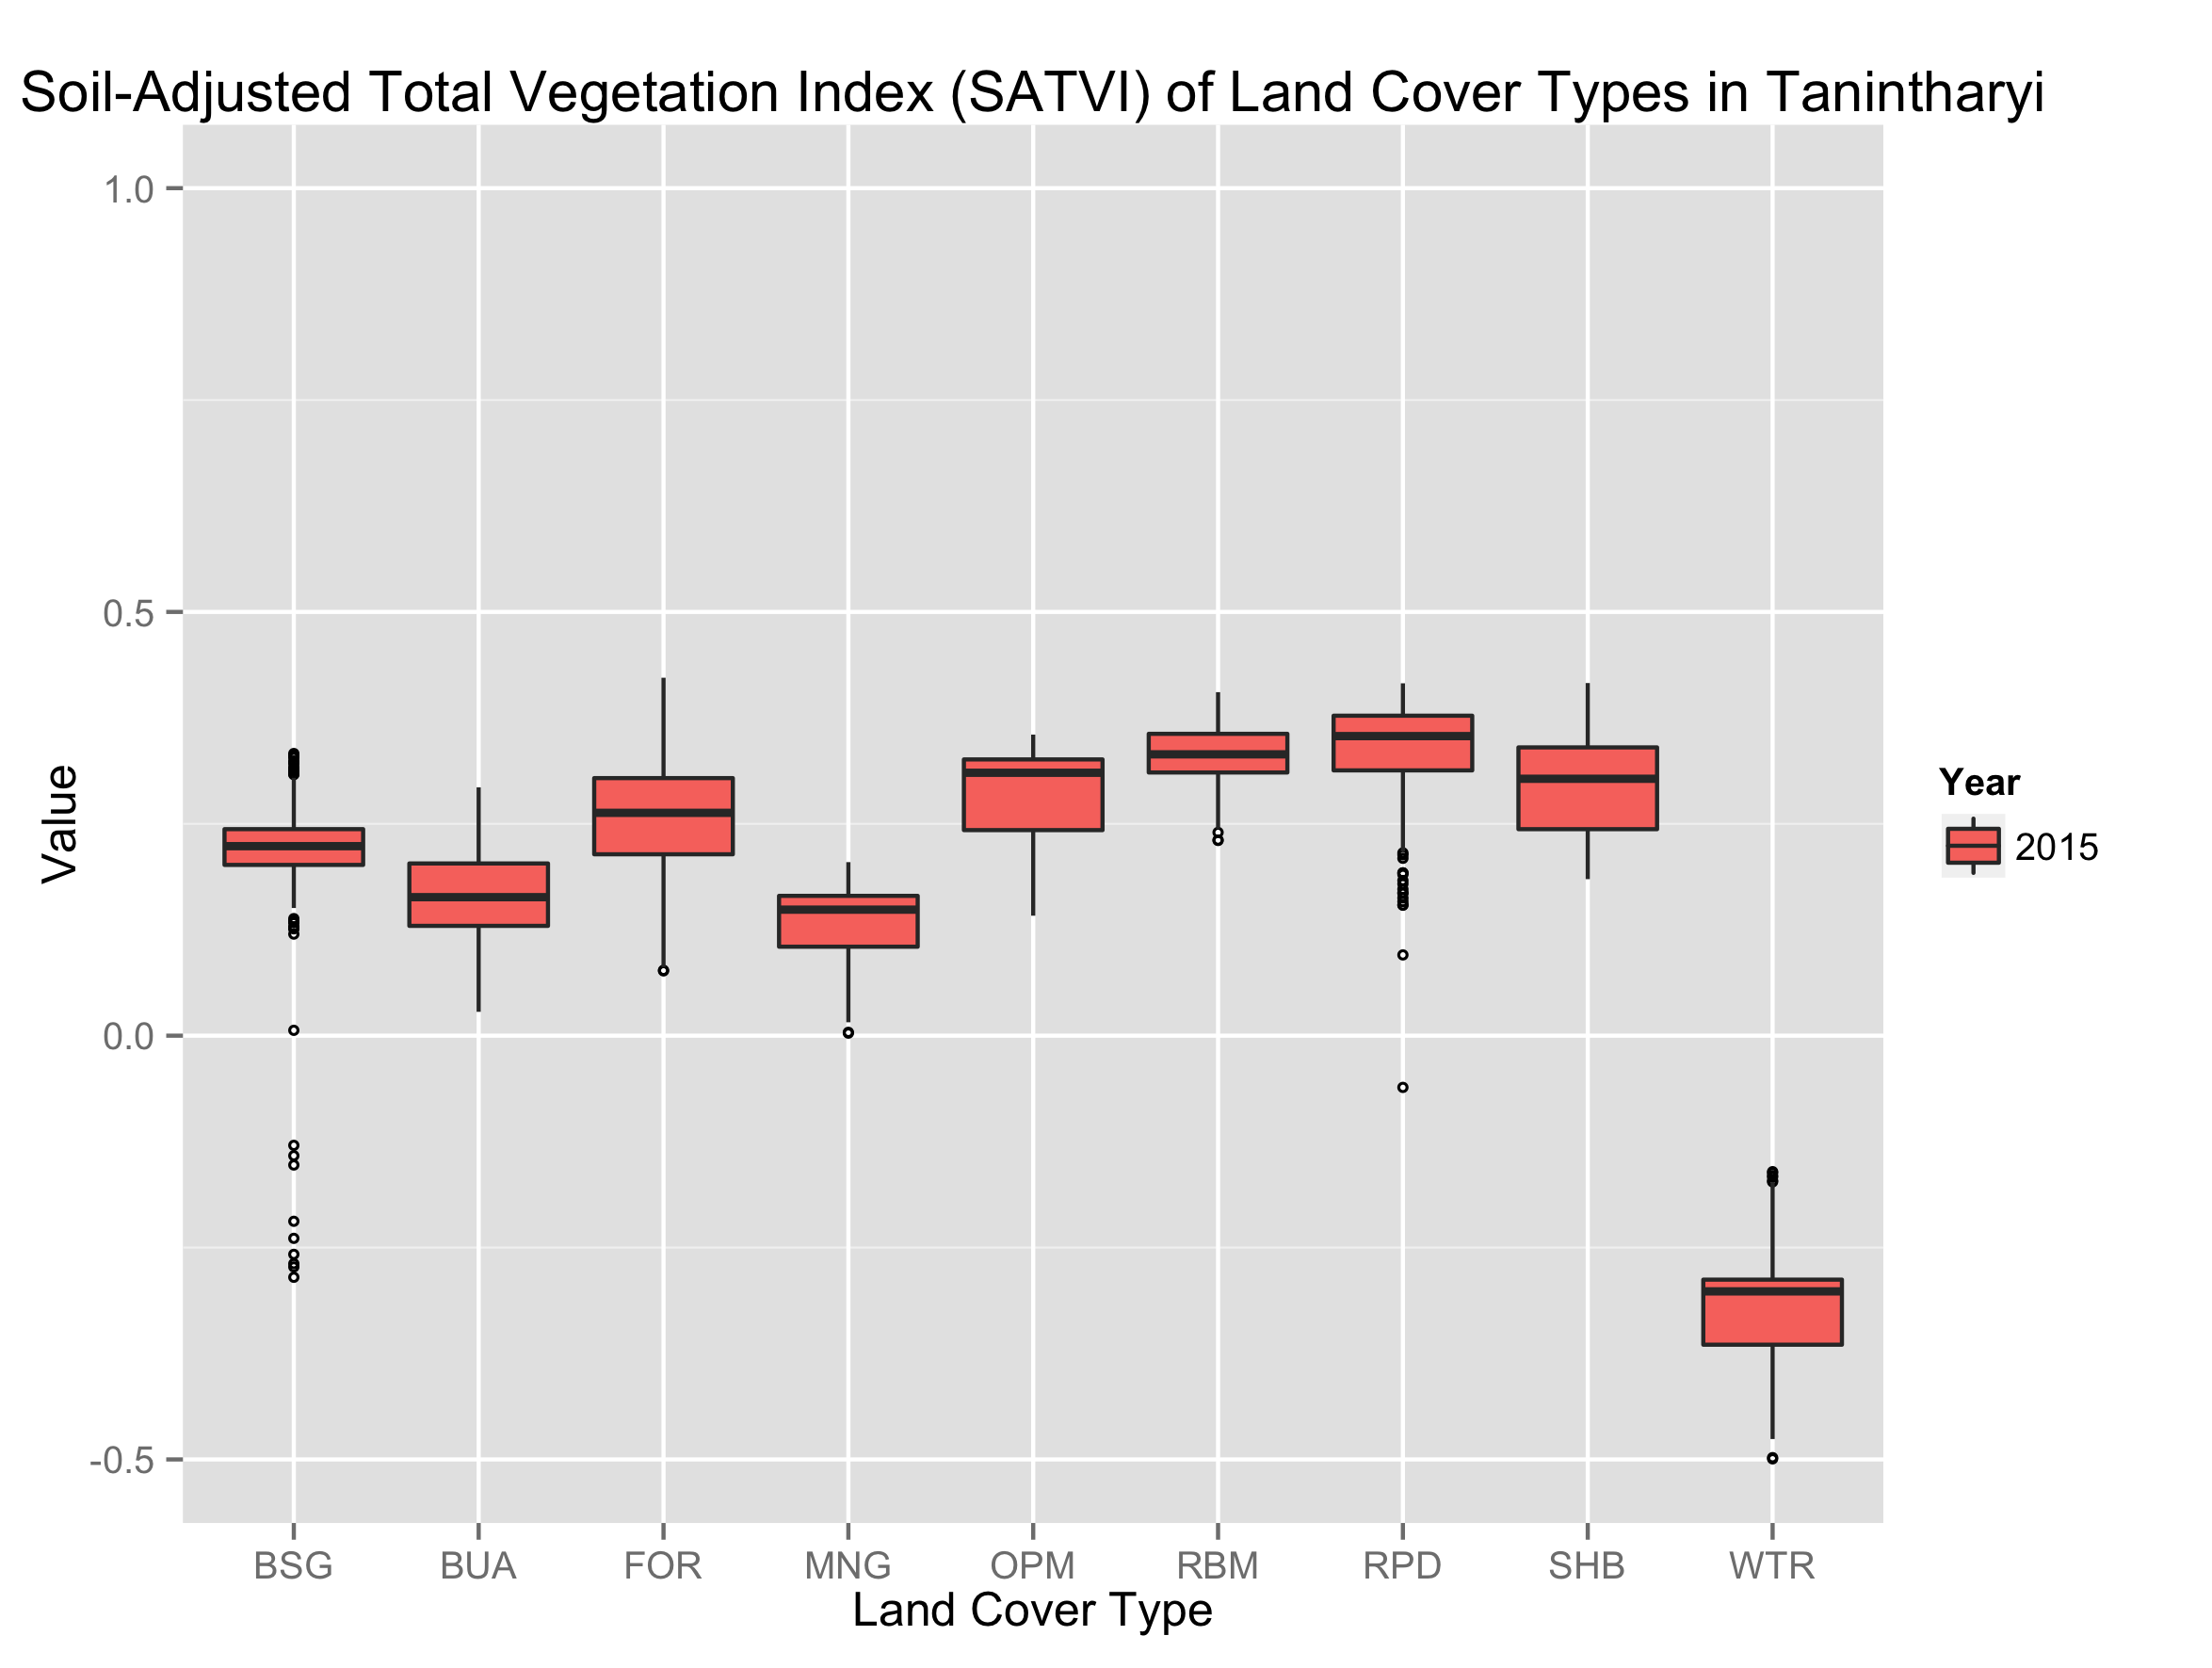 Soil-Adjusted Total Vegetation Index (SATVI) of Land Cover Types in Tanintharyi
1.0
0.5
0.0
-0.5
Value
BSG BUA FOR MNG OPM RBM RPD SHB WTR
Land Cover Type
Year
2015